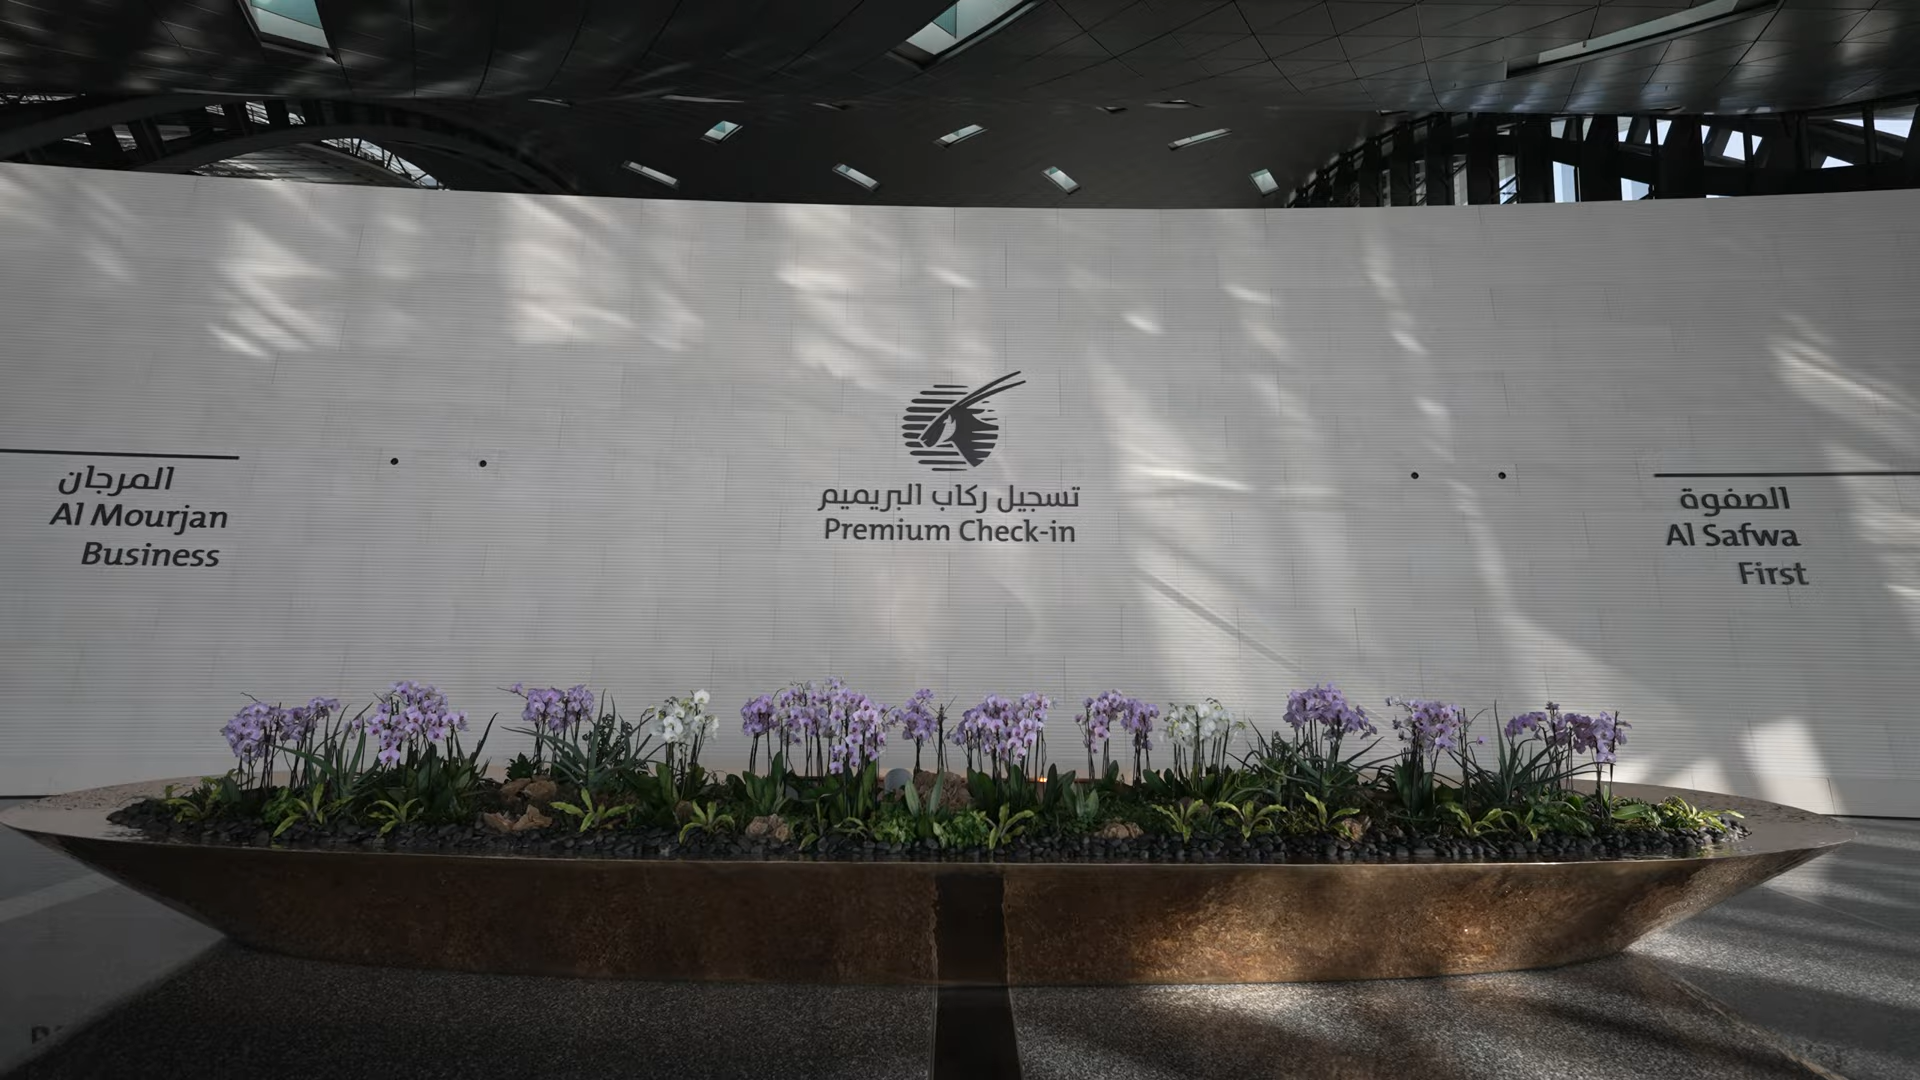 المرجان
Al Mourjan
Business
تسجيل ركاب البريميم
Premium Check-in
الصفوة
Al Safwa
First